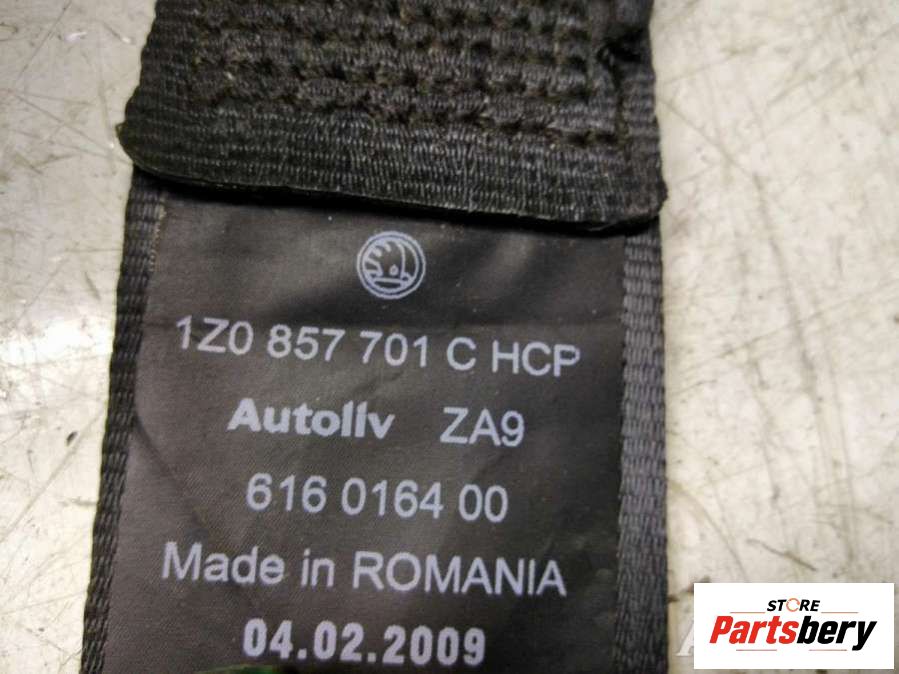 1Z0 857 701 C HCP
Autoliv ZA9
616 0164 00
Made in ROMANIA
04.02.2009
STORE
Partsbery